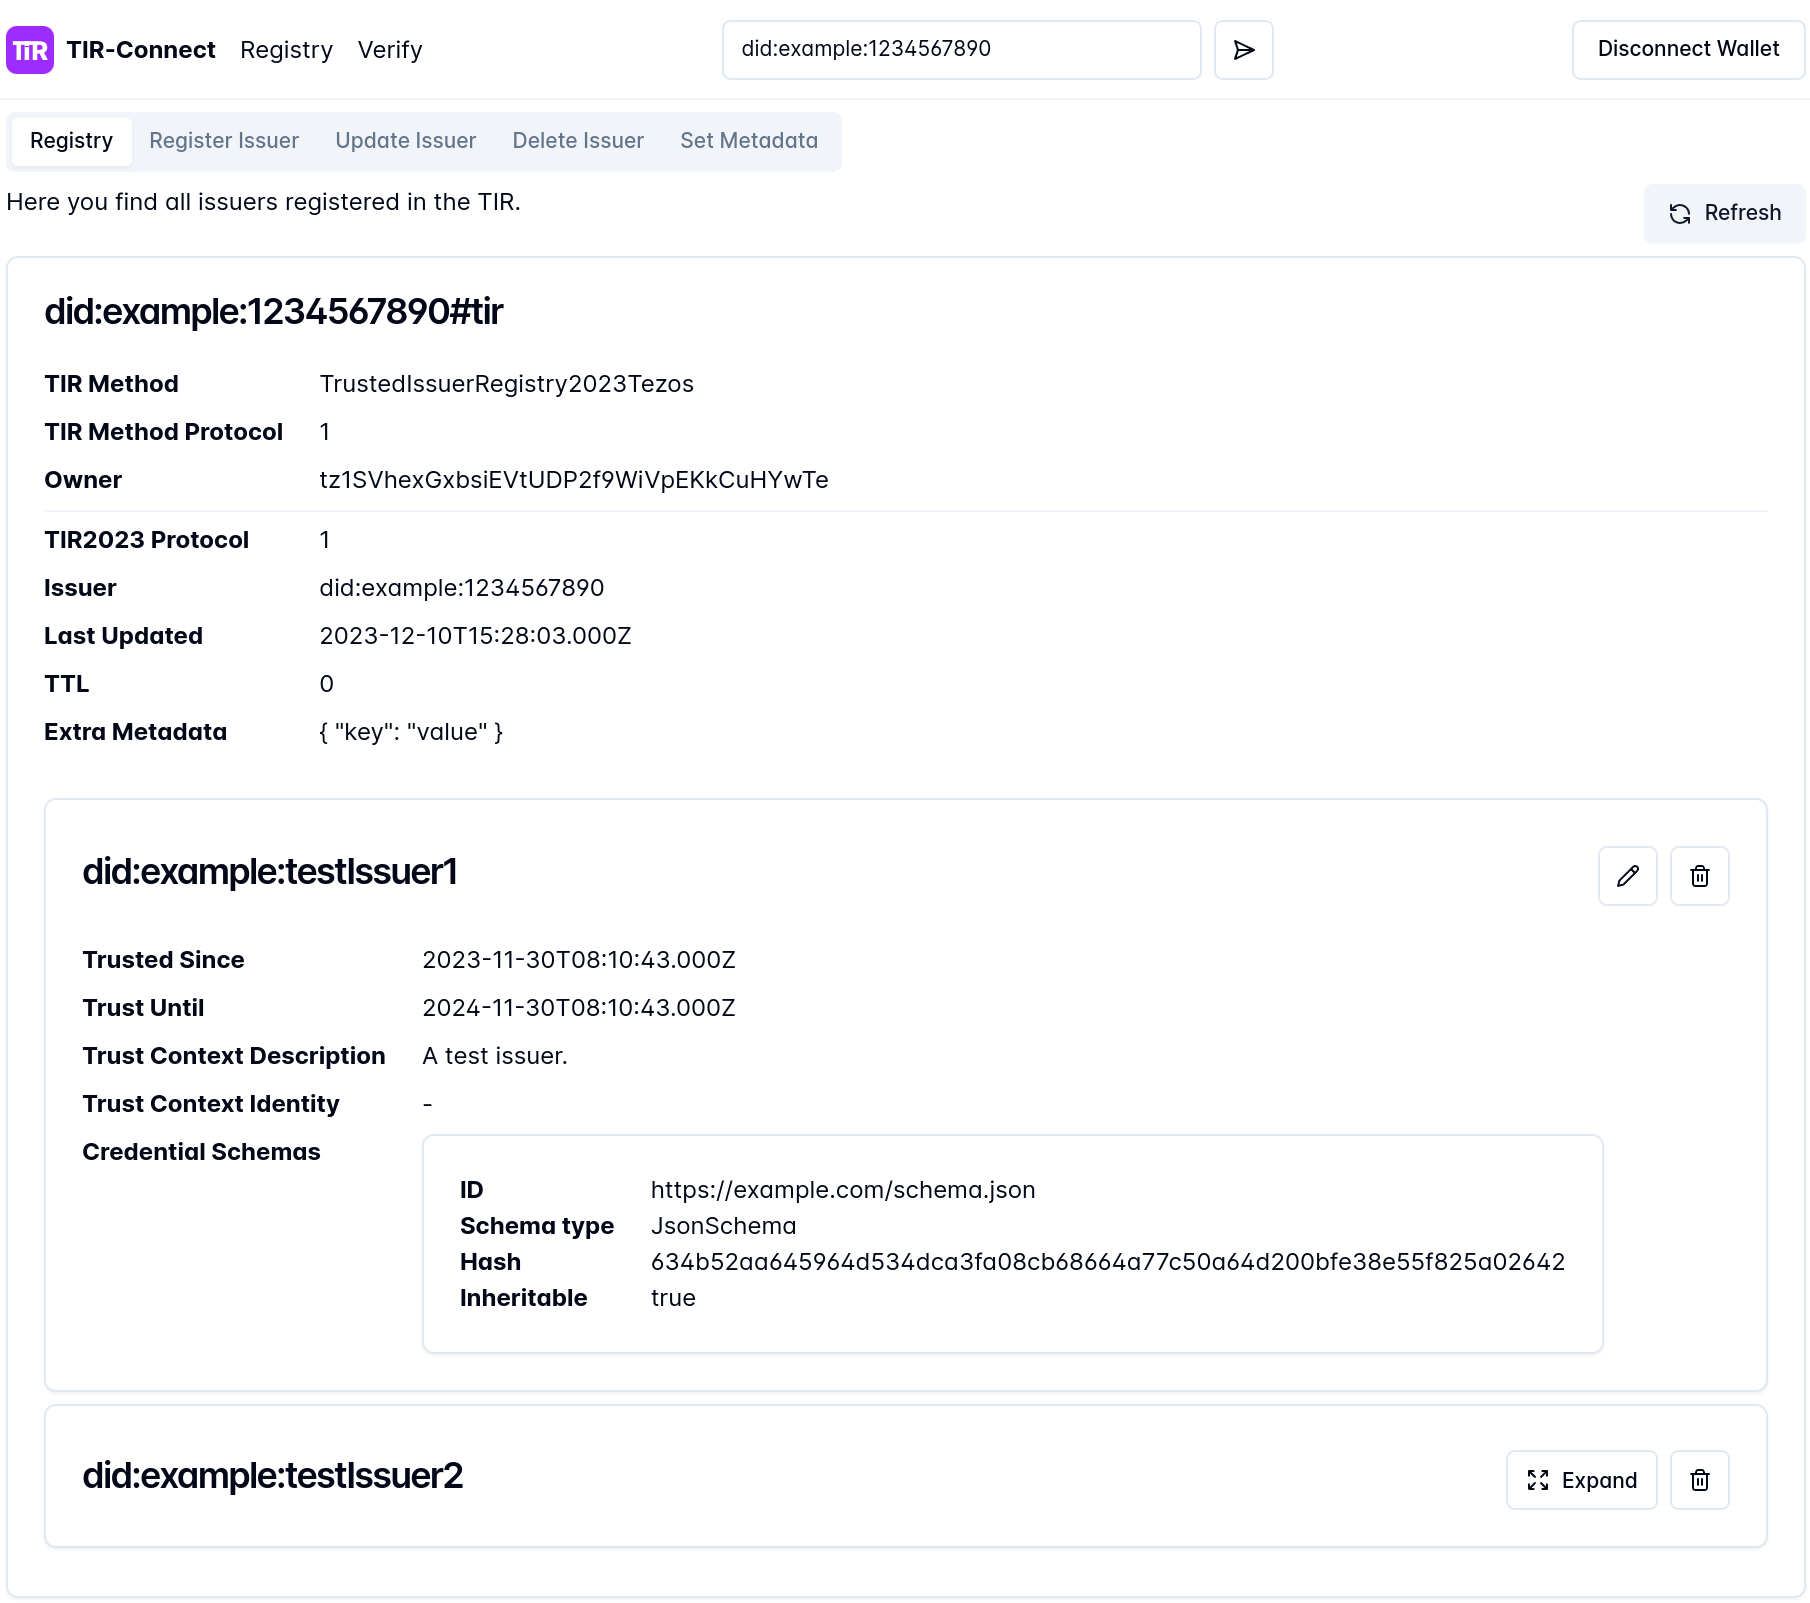 TIR TIR-Connect Registry Verify did:example:1234567890 Disconnect Wallet
Registry Register Issuer Update Issuer Delete Issuer Set Metadata
Here you find all issuers registered in the TIR.
Refresh
did:example:1234567890#tir
TIR Method TrustedIssuerRegistry2023Tezos
TIR Method Protocol 1
Owner tz1SVhexGxbsiEVtUDP2f9WiVpEKkCuHYwTe
TIR2023 Protocol 1
Issuer did:example:1234567890
Last Updated 2023-12-10T15:28:03.000Z
TTL 0
Extra Metadata { "key": "value" }
did:example:testIssuer1
Trusted Since 2023-11-30T08:10:43.000Z
Trust Until 2024-11-30T08:10:43.000Z
Trust Context Description A test issuer.
Trust Context Identity -
Credential Schemas
ID https://example.com/schema.json
Schema type JsonSchema
Hash 634b52aa645964d534dca3fa08cb68664a77c50a64d200bfe38e55f825a02642
Inheritable true
did:example:testIssuer2
Expand